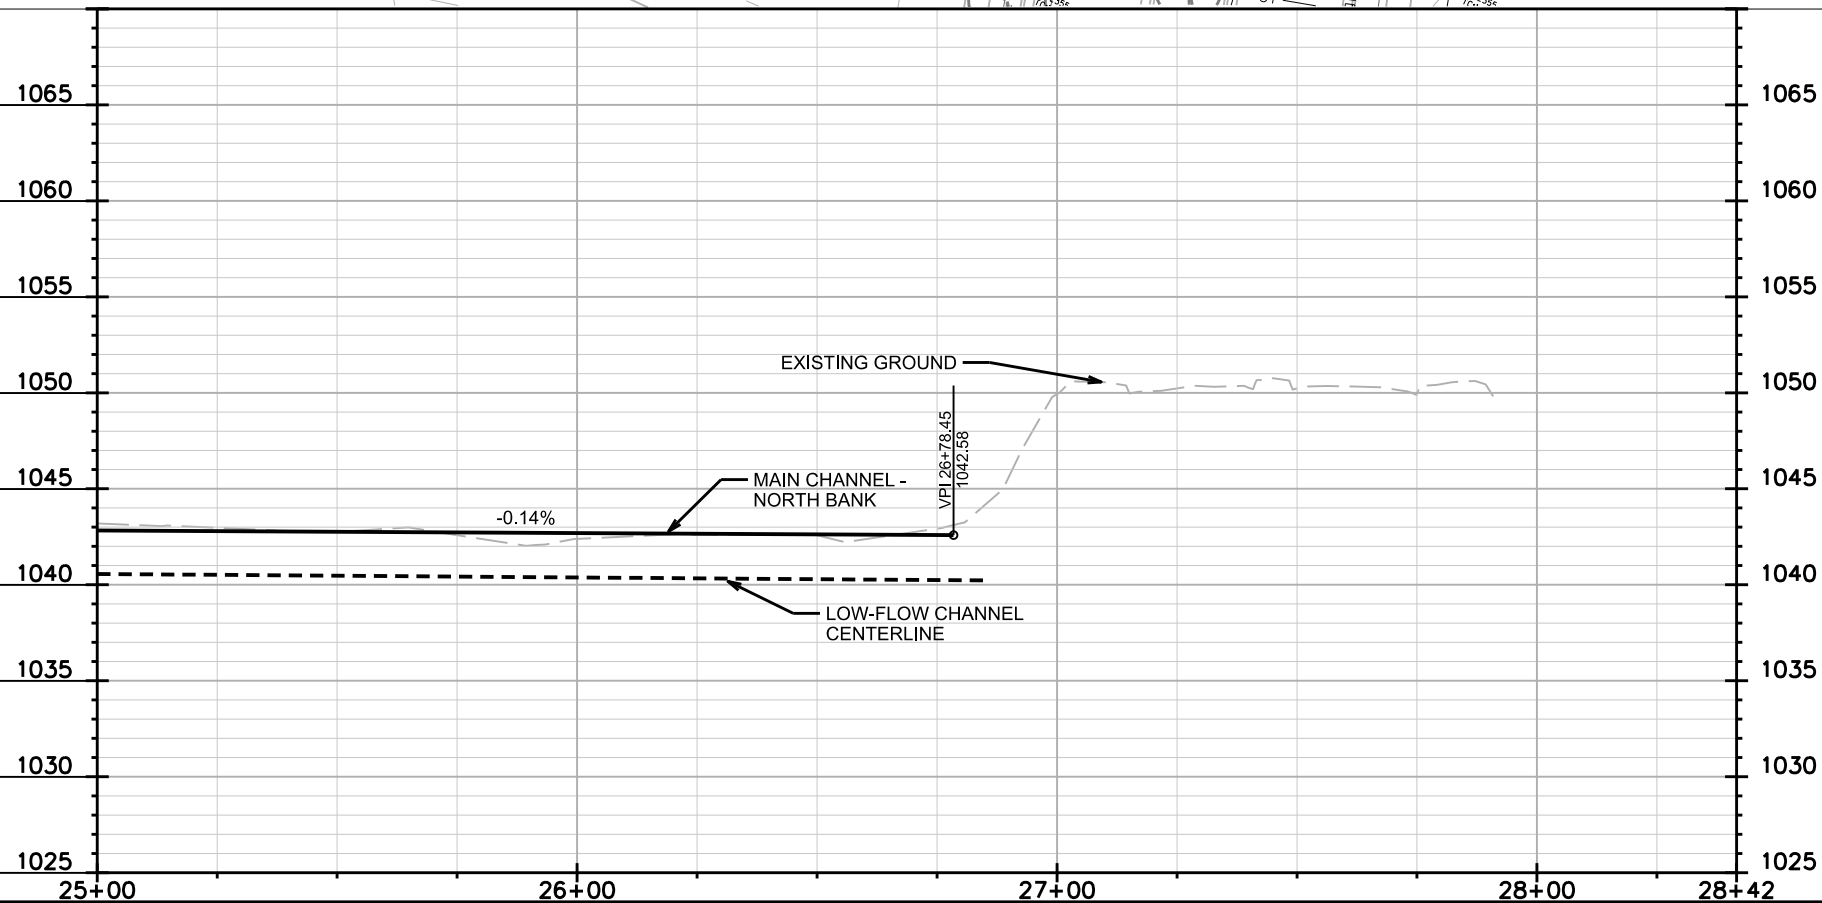 1065 1065
1060 1060
1055 1055
EXISTING GROUND
1050 1050
VPI 26+78.45
1042.58
1045 1045
MAIN CHANNEL -
NORTH BANK
-0.14%
1040 1040
LOW-FLOW CHANNEL
CENTERLINE
1035 1035
1030 1030
1025 1025
25+00 26+00 27+00 28+00 28+42